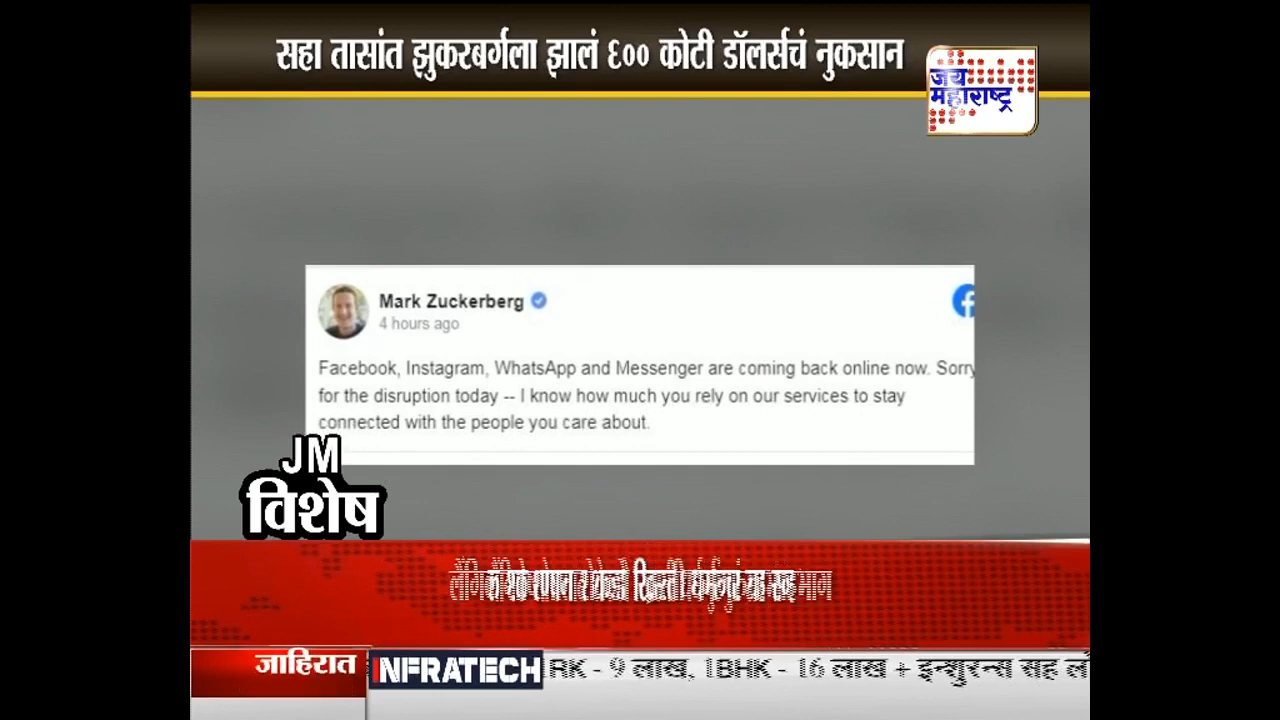 सहा तासांत झुकरबर्गला झालं ६०० कोटी डॉलर्सचं नुकसान
जय
महाराष्ट्र
Mark Zuckerberg
4 hours ago
Facebook, Instagram, WhatsApp and Messenger are coming back online now. Sorry
for the disruption today -- I know how much you rely on our services to stay
connected with the people you care about.
JM
विशेष
जाहिरात
NFRATECH RK - 9 लाख, 1BHK - 16 लाख + इन्शुरन्स सह